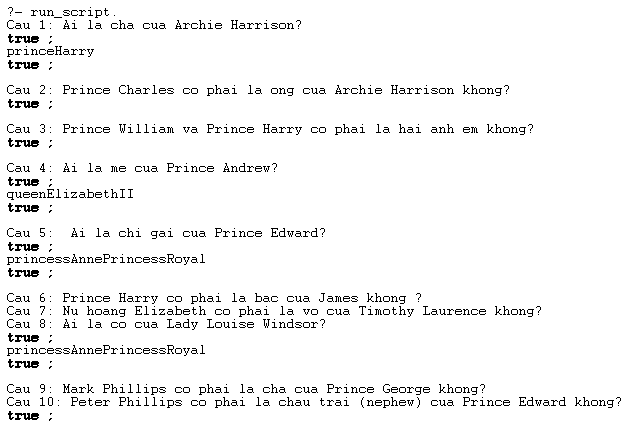 ?- run_script.
Cau 1: Ai la cha cua Archie Harrison?
true ;
princeHarry
true ;
Cau 2: Prince Charles co phai la ong cua Archie Harrison khong?
true ;
Cau 3: Prince William va Prince Harry co phai la hai anh em khong?
true ;
Cau 4: Ai la me cua Prince Andrew?
true ;
queenElizabethII
true ;
Cau 5:  Ai la chi gai cua Prince Edward?
true ;
princessAnnePrincessRoyal
true ;
Cau 6: Prince Harry co phai la bac cua James khong ?
Cau 7: Nu hoang Elizabeth co phai la vo cua Timothy Laurence khong?
Cau 8: Ai la co cua Lady Louise Windsor?
true ;
princessAnnePrincessRoyal
true ;
Cau 9: Mark Phillips co phai la cha cua Prince George khong?
Cau 10: Peter Phillips co phai la chau trai (nephew) cua Prince Edward khong?
true ;